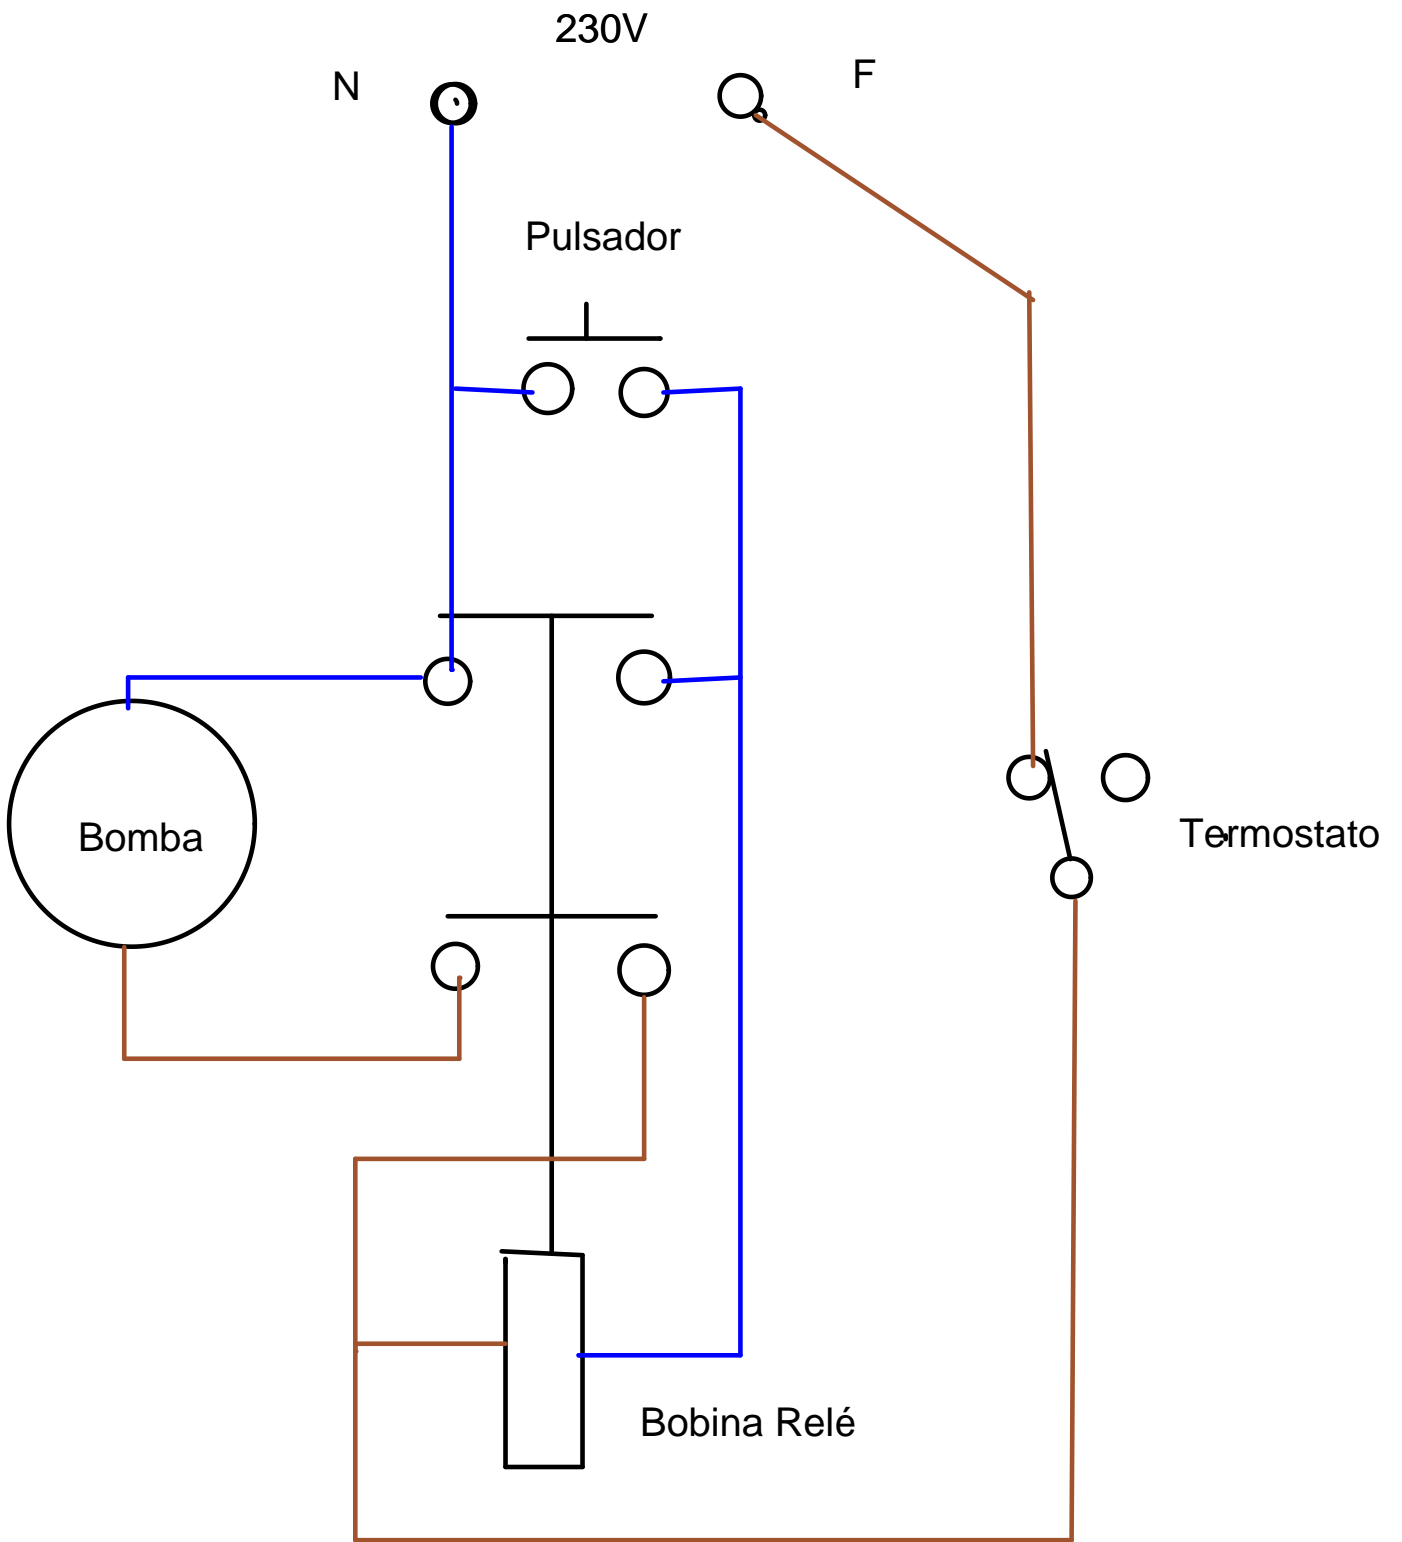 230V
N
F
Pulsador
Bomba
Termostato
Bobina Relé